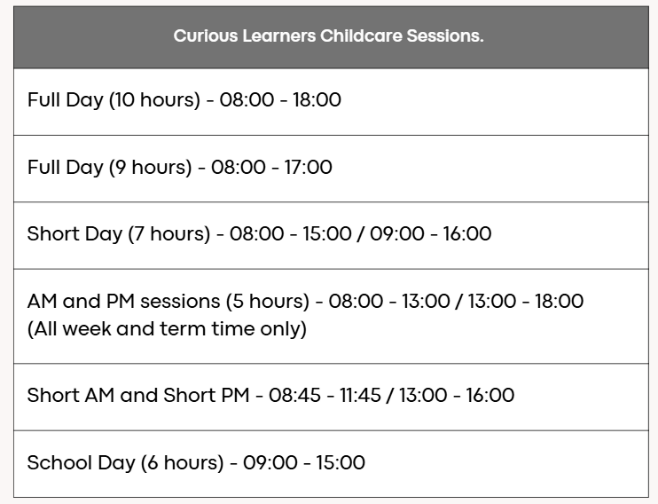 Curious Learners Childcare Sessions.
Full Day (10 hours) - 08:00 - 18:00
Full Day (9 hours) - 08:00 - 17:00
Short Day (7 hours) - 08:00 - 15:00 / 09:00 - 16:00
AM and PM sessions (5 hours) - 08:00 - 13:00 / 13:00 - 18:00
(All week and term time only)
Short AM and Short PM - 08:45 - 11:45 / 13:00 - 16:00
School Day (6 hours) - 09:00 - 15:00